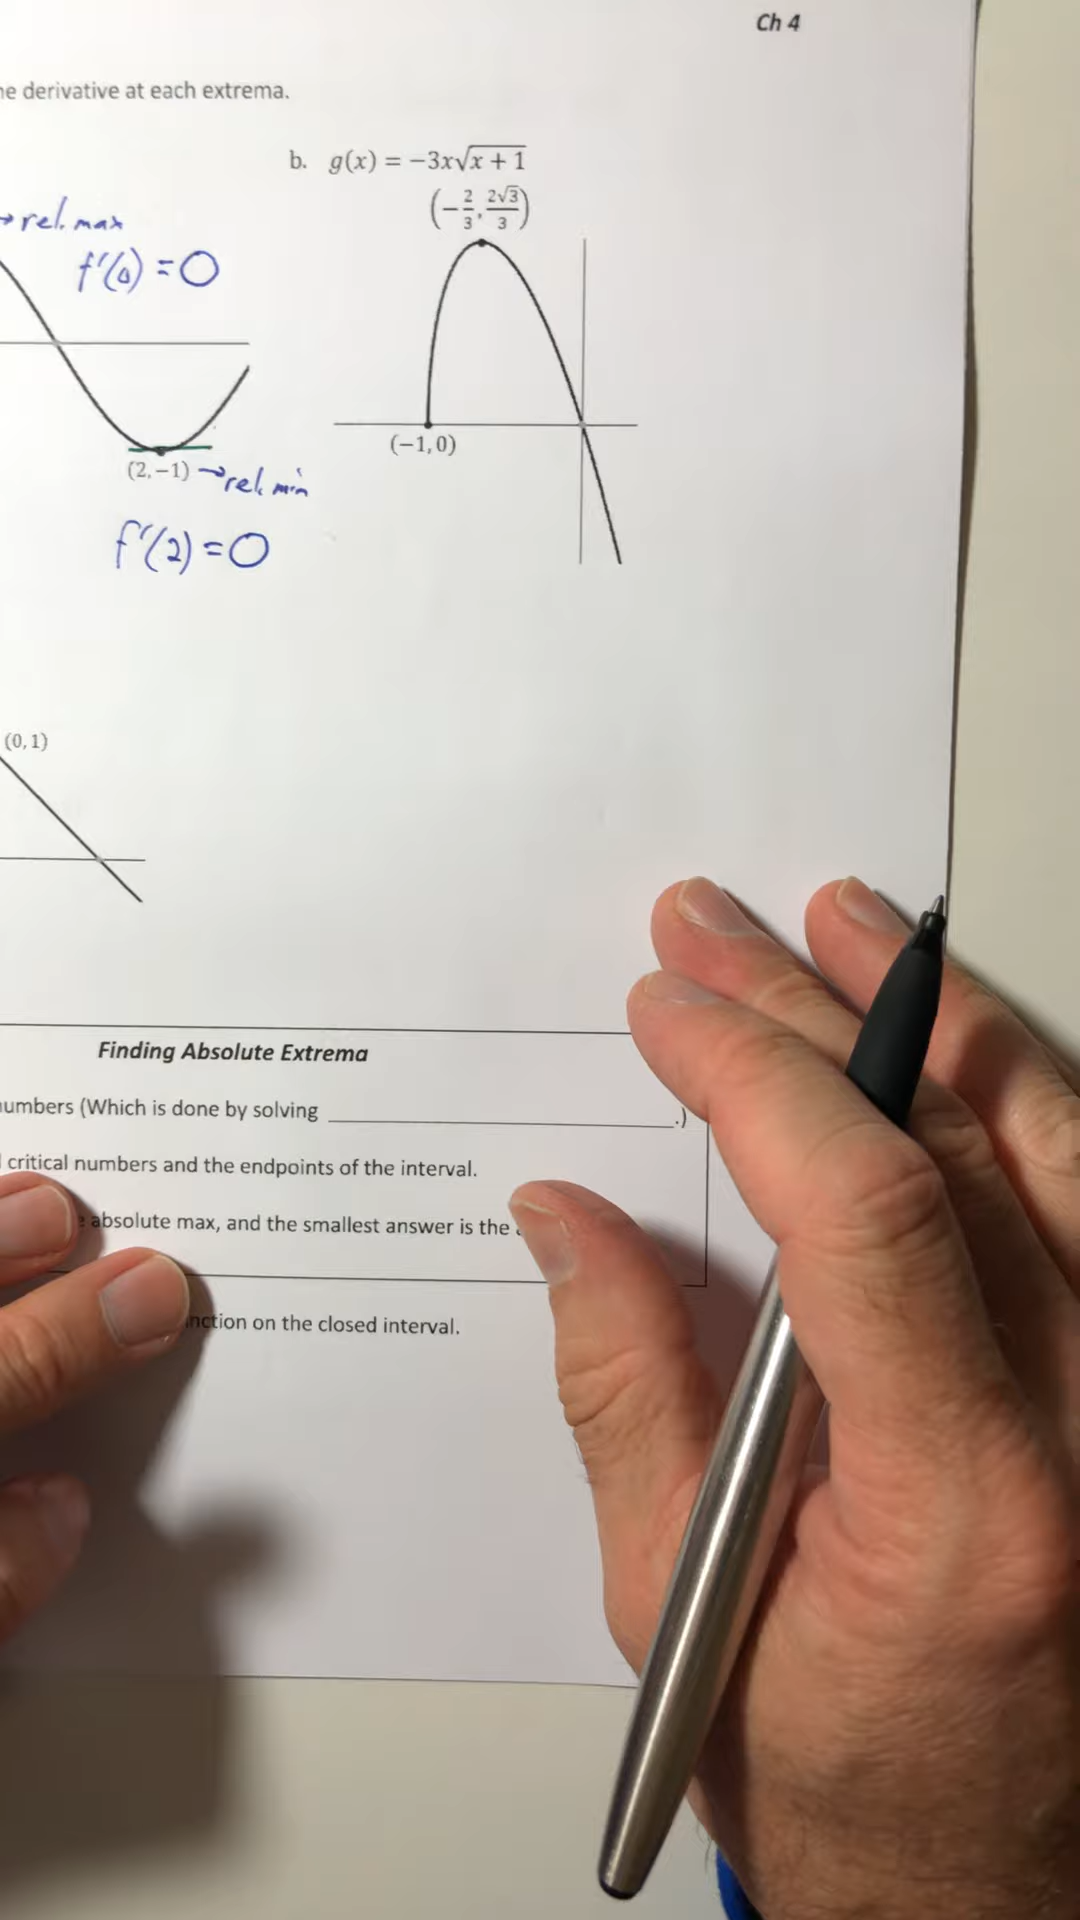 Ch 4
derivative at each extrema.
b. g(x) = −3x√x + 1
(−2/3, 2√3/3)
→rel. max
f'(0) = 0
(−1, 0)
(2, −1) →rel. min
f'(2) = 0
(0, 1)
Finding Absolute Extrema
(Which is done by solving ____________________.)
critical numbers and the endpoints of the interval.
absolute max, and the smallest answer is the
on the closed interval.